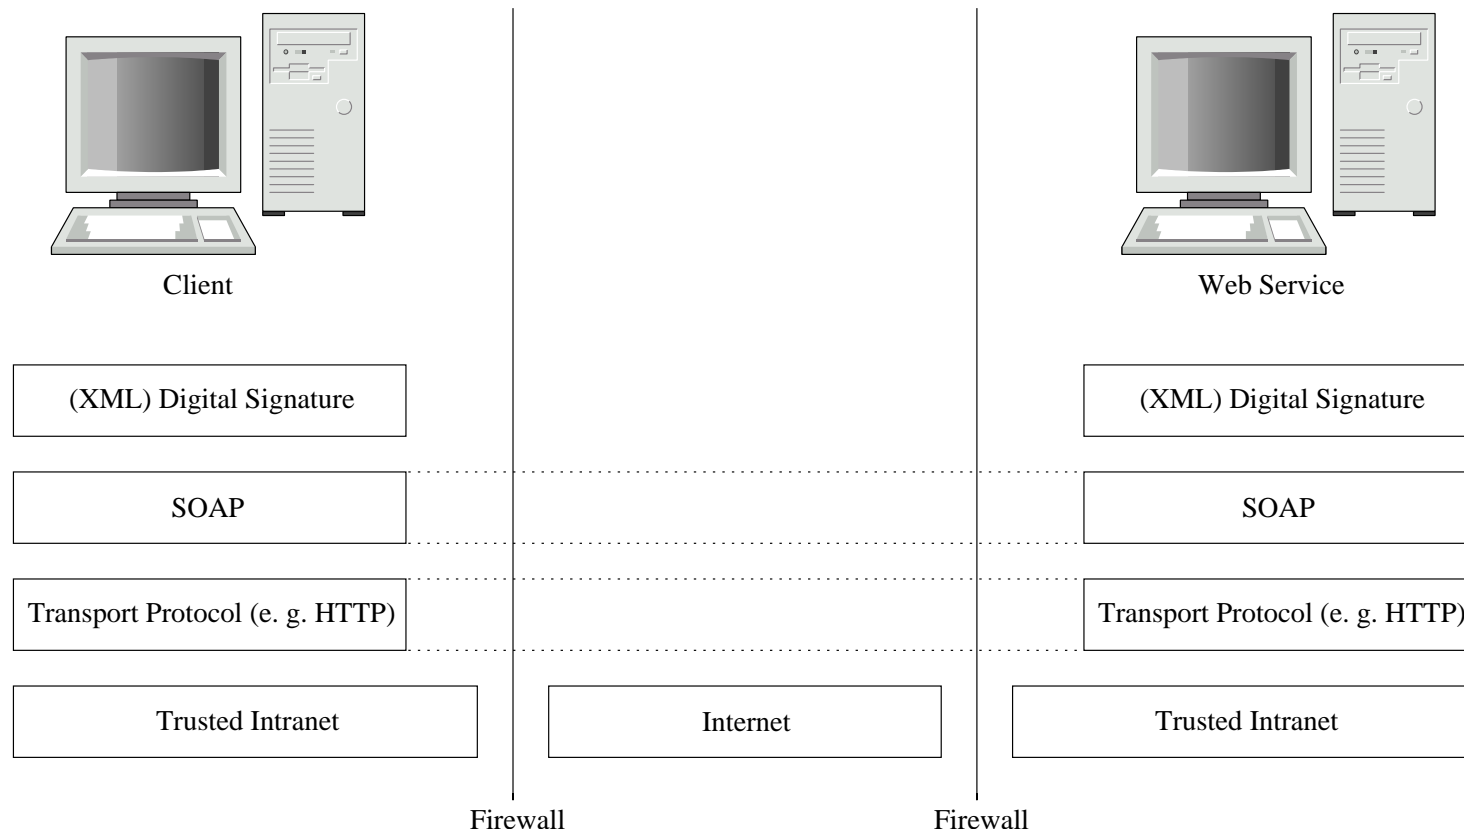 Client
Web Service
(XML) Digital Signature
(XML) Digital Signature
SOAP
SOAP
Transport Protocol (e. g. HTTP)
Transport Protocol (e. g. HTTP)
Trusted Intranet
Internet
Trusted Intranet
Firewall
Firewall